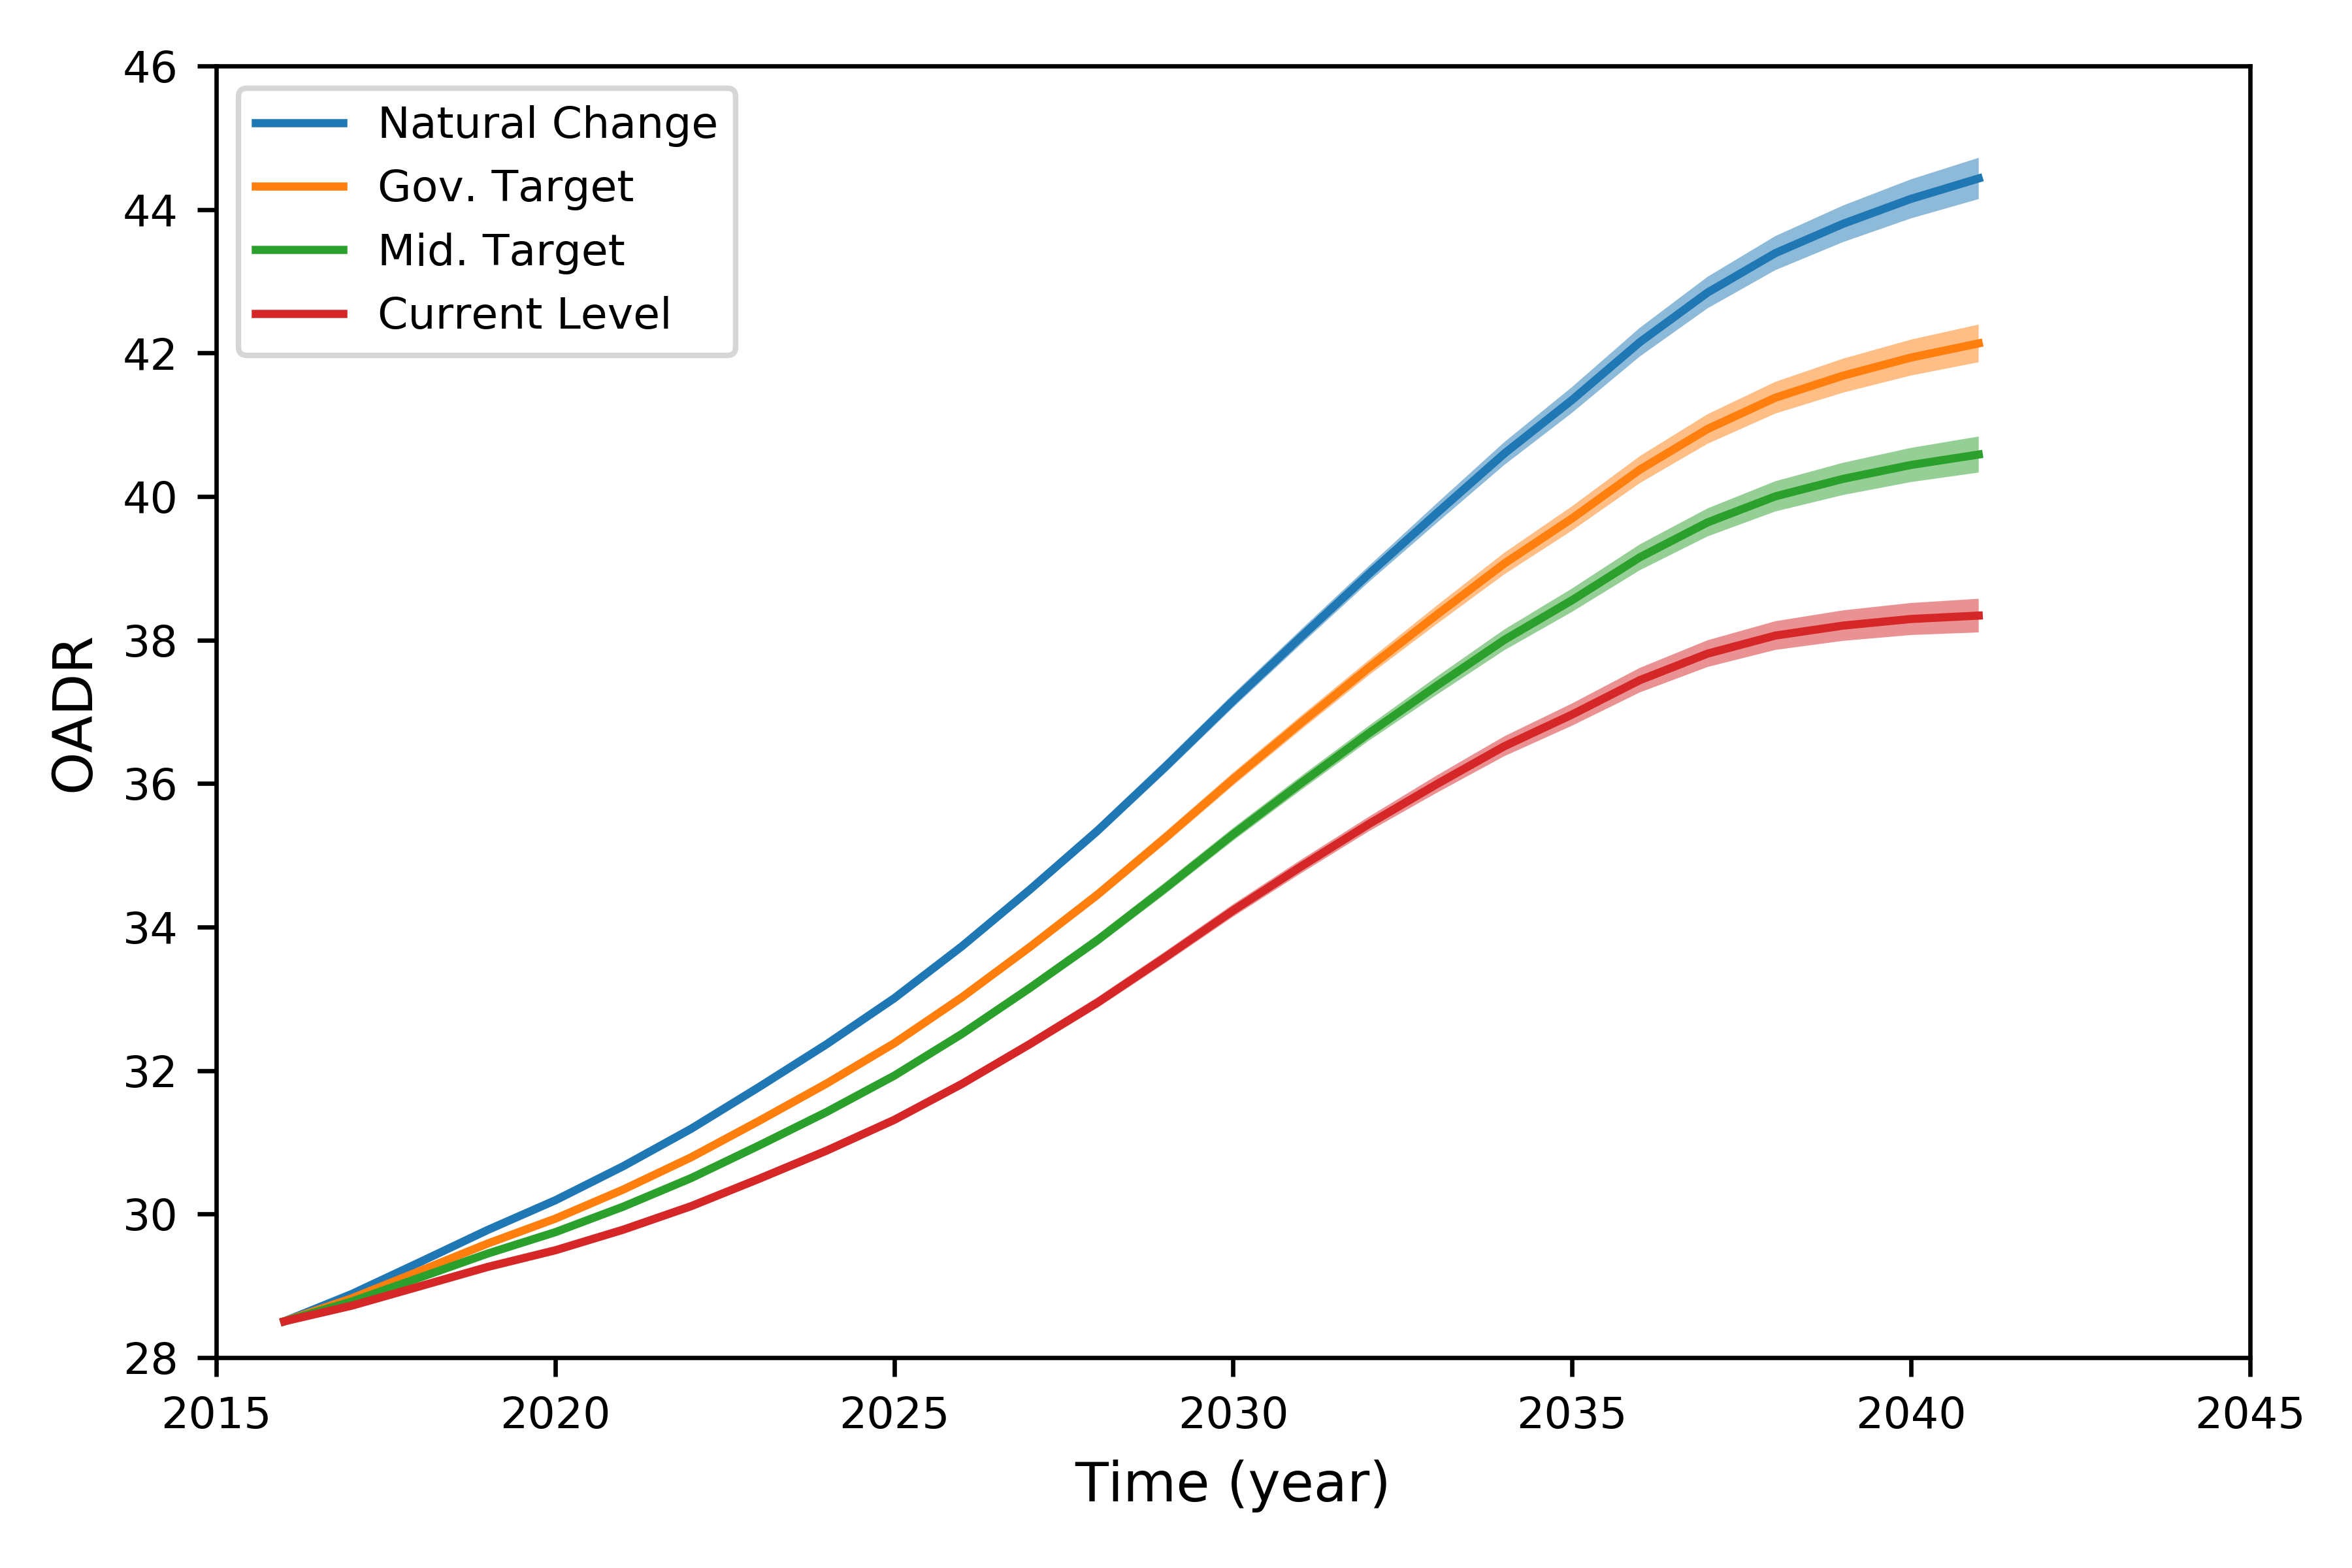 46
44
42
40
38
36
34
32
30
28
OADR
Natural Change
Gov. Target
Mid. Target
Current Level
2015 2020 2025 2030 2035 2040 2045
Time (year)